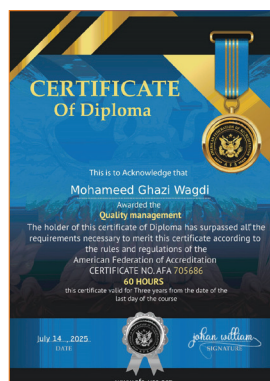 CERTIFICATE
Of Diploma
This is to Acknowledge that
Mohameed Ghazi Wagdi
Awarded the
Quality management
The holder of this certificate of Diploma has surpassed all the
requirements necessary to merit this certificate according to
the rules and regulations of the
American Federation of Accreditation
CERTIFICATE NO. AFA 705686
60 HOURS
this certificate valid for Three years from the date of the
last day of the course
July 14 ., 2025.
DATE
johan william
SIGNATURE